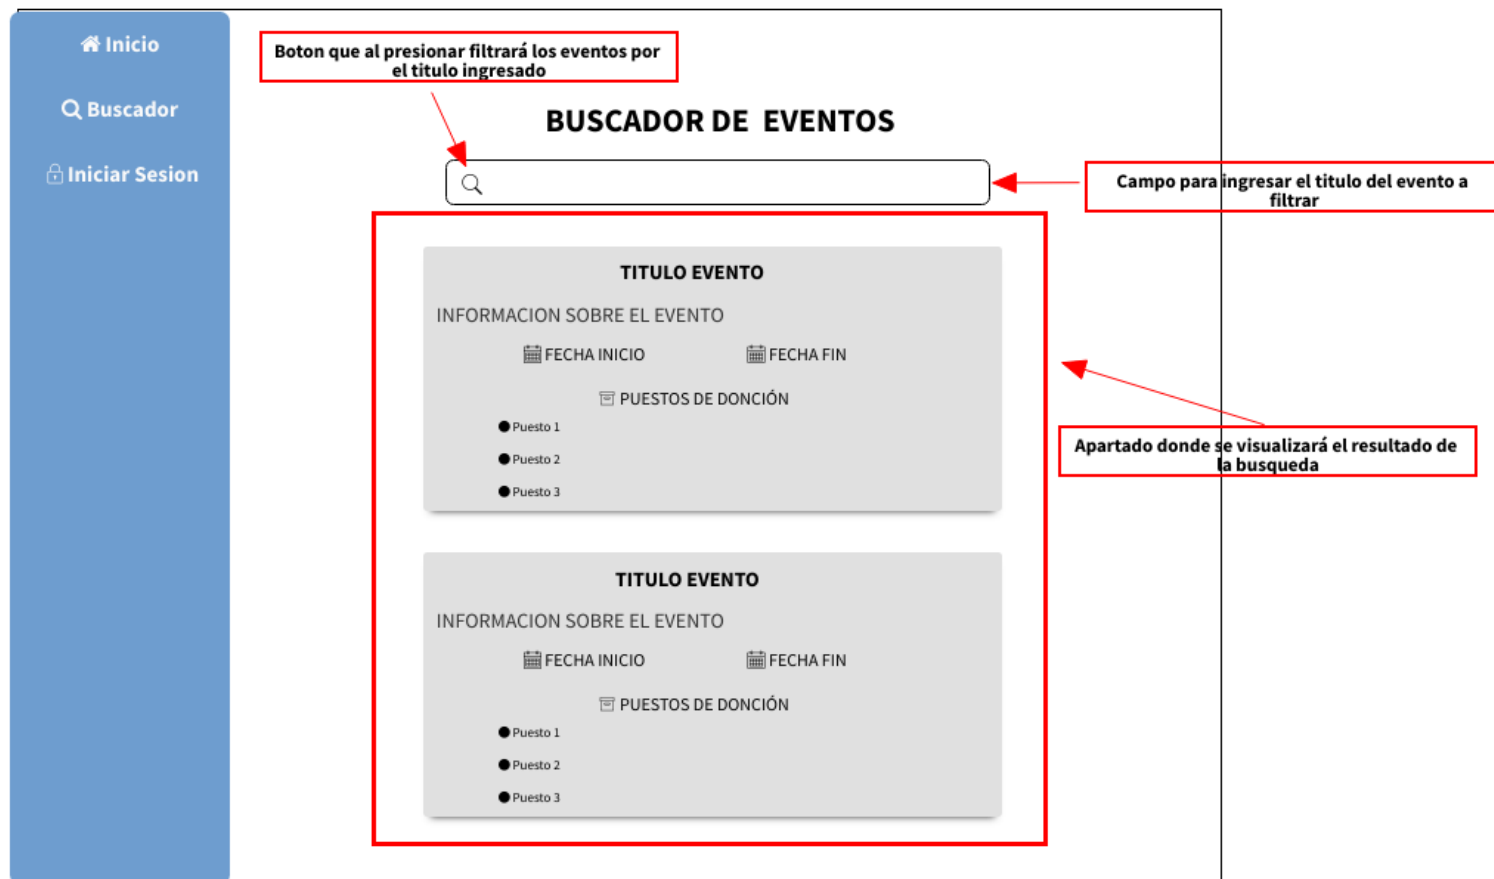 Inicio
Buscador
Iniciar Sesion
Boton que al presionar filtrará los eventos por
el titulo ingresado
BUSCADOR DE EVENTOS
Campo para ingresar el titulo del evento a
filtrar
TITULO EVENTO
INFORMACION SOBRE EL EVENTO
FECHA INICIO FECHA FIN
PUESTOS DE DONCIÓN
Puesto 1
Puesto 2
Puesto 3
Apartado donde se visualizará el resultado de
la busqueda
TITULO EVENTO
INFORMACION SOBRE EL EVENTO
FECHA INICIO FECHA FIN
PUESTOS DE DONCIÓN
Puesto 1
Puesto 2
Puesto 3